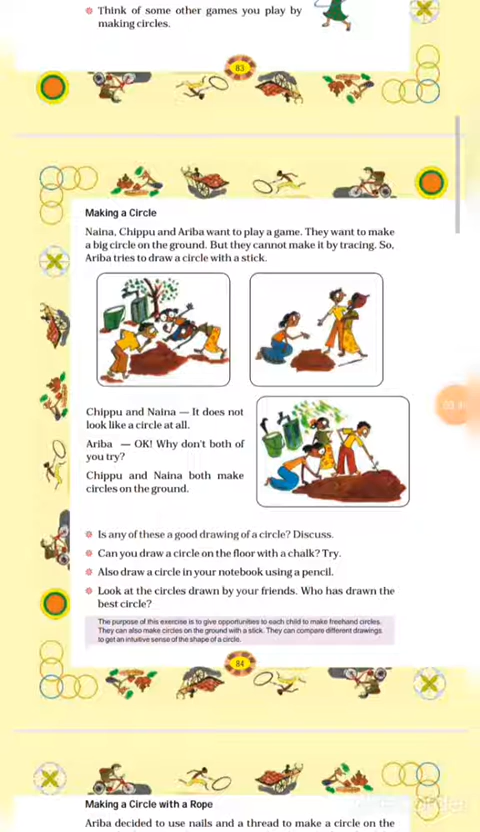 Think of some other games you play by
making circles.
83
Making a Circle
Naina, Chippu and Ariba want to play a game. They want to make
a big circle on the ground. But they cannot make it by tracing. So,
Ariba tries to draw a circle with a stick.
Chippu and Naina — It does not
look like a circle at all.
Ariba — OK! Why don't both of
you try?
Chippu and Naina both make
circles on the ground.
Is any of these a good drawing of a circle? Discuss.
Can you draw a circle on the floor with a chalk? Try.
Also draw a circle in your notebook using a pencil.
Look at the circles drawn by your friends. Who has drawn the
best circle?
The purpose of this exercise is to give opportunities to each child to make freehand circles.
They can also make circles on the ground with a stick. They can compare different drawings
to get an intuitive sense of the shape of a circle.
84
Making a Circle with a Rope
Ariba decided to use nails and a thread to make a circle on the